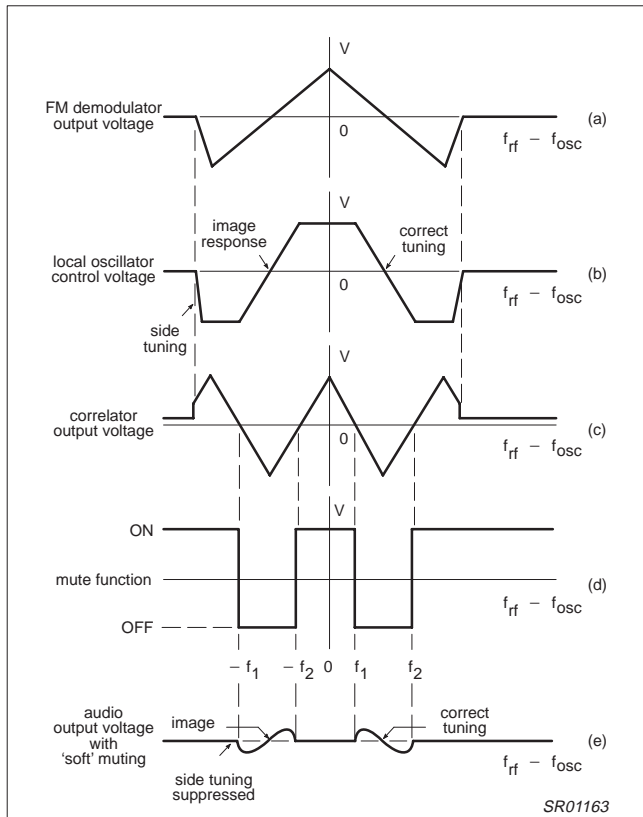 V
FM demodulator
output voltage
0
(a)
f_rf − f_osc
V
image
response
correct
tuning
local oscillator
control voltage
0
(b)
f_rf − f_osc
side
tuning
V
correlator
output voltage
0
(c)
f_rf − f_osc
V
ON
mute function
(d)
f_rf − f_osc
OFF
− f_1 − f_2 0 f_1 f_2
audio
output voltage
with
'soft' muting
image
correct
tuning
(e)
f_rf − f_osc
side tuning
suppressed
SR01163